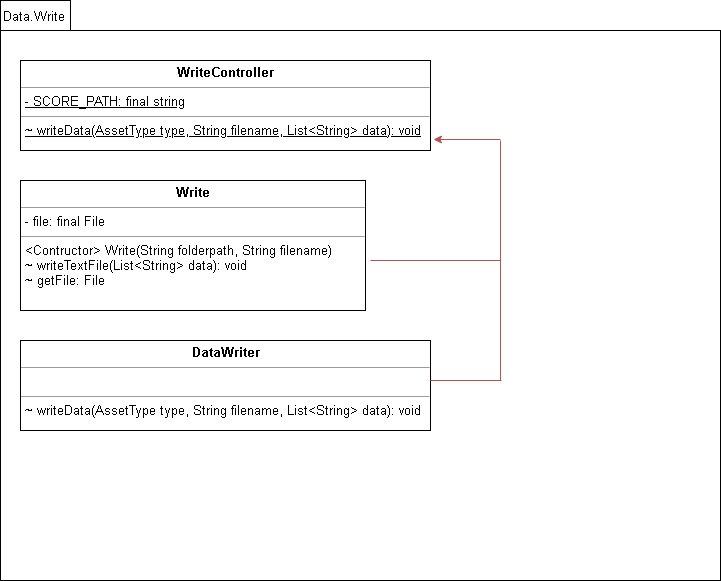 Data.Write
WriteController
- SCORE_PATH: final string
~ writeData(AssetType type, String filename, List<String> data): void
Write
- file: final File
<Contructor> Write(String folderpath, String filename)
~ writeTextFile(List<String> data): void
~ getFile: File
DataWriter
~ writeData(AssetType type, String filename, List<String> data): void